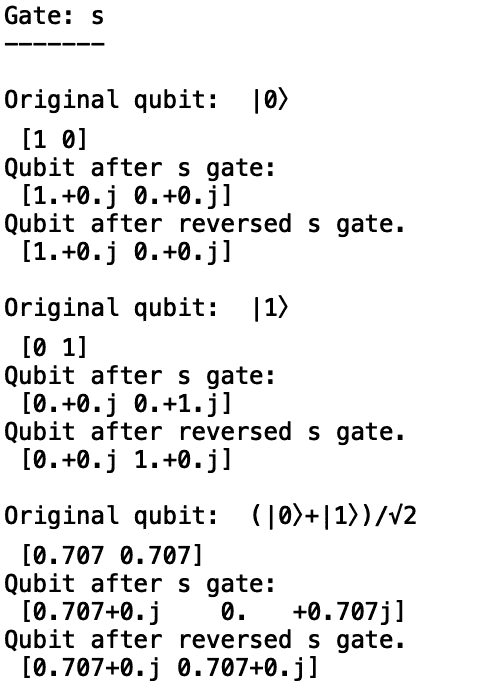 Gate: s
-------
Original qubit:  |0⟩
[1 0]
Qubit after s gate:
[1.+0.j 0.+0.j]
Qubit after reversed s gate.
[1.+0.j 0.+0.j]
Original qubit:  |1⟩
[0 1]
Qubit after s gate:
[0.+0.j 0.+1.j]
Qubit after reversed s gate.
[0.+0.j 1.+0.j]
Original qubit:  (|0⟩+|1⟩)/√2
[0.707 0.707]
Qubit after s gate:
[0.707+0.j    0.   +0.707j]
Qubit after reversed s gate.
[0.707+0.j 0.707+0.j]